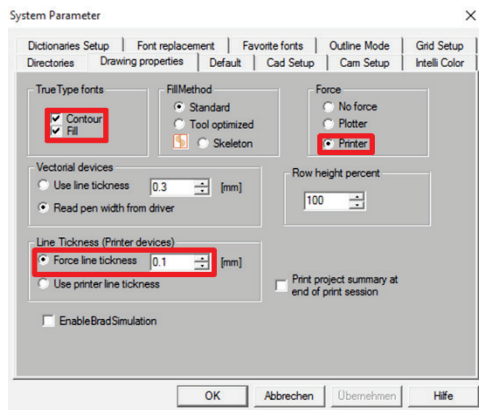 System Parameter
Dictionaries Setup Font replacement Favorite fonts Outline Mode Grid Setup
Directories Drawing properties Default Cad Setup Cam Setup Intelli Color
TrueType fonts
Contour
Fill
FillMethod
Standard
Tool optimized
Skeleton
Force
No force
Plotter
Printer
Vectorial devices
Use line tickness 0.3 [mm]
Read pen width from driver
Row height percent
100
Line Tickness (Printer devices)
Force line tickness 0.1 [mm]
Use printer line tickness
Print project summary at
end of print session
EnableBradSimulation
OK Abbrechen Übernehmen Hilfe